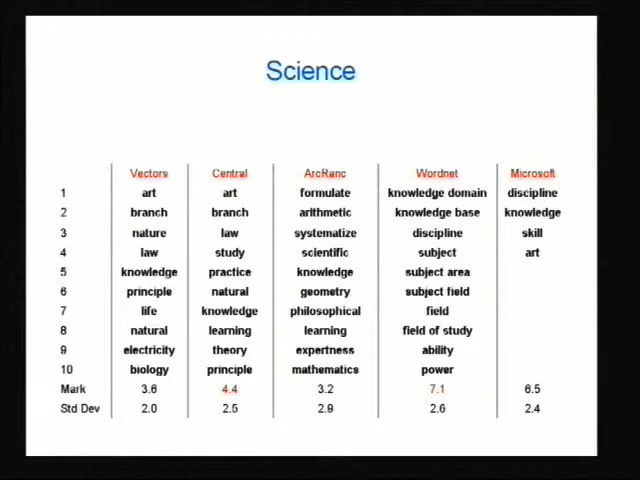 Science
Vectors Central ArcRanc Wordnet Microsoft
1 art art formulate knowledge domain discipline
2 branch branch arithmetic knowledge base knowledge
3 nature law systematize discipline skill
4 law study scientific subject art
5 knowledge practice knowledge subject area
6 principle natural geometry subject field
7 life knowledge philosophical field
8 natural learning learning field of study
9 electricity theory expertness ability
10 biology principle mathematics power
Mark 3.6 4.4 3.2 7.1 6.5
Std Dev 2.0 2.5 2.9 2.6 2.4